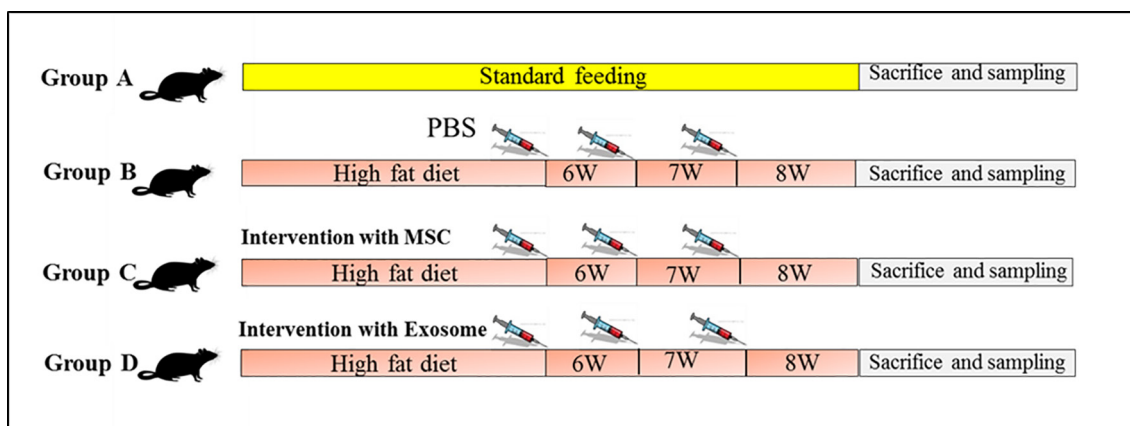 Group A
Standard feeding
Sacrifice and sampling
PBS
Group B
High fat diet
6W
7W
8W
Sacrifice and sampling
Intervention with MSC
Group C
High fat diet
6W
7W
8W
Sacrifice and sampling
Intervention with Exosome
Group D
High fat diet
6W
7W
8W
Sacrifice and sampling